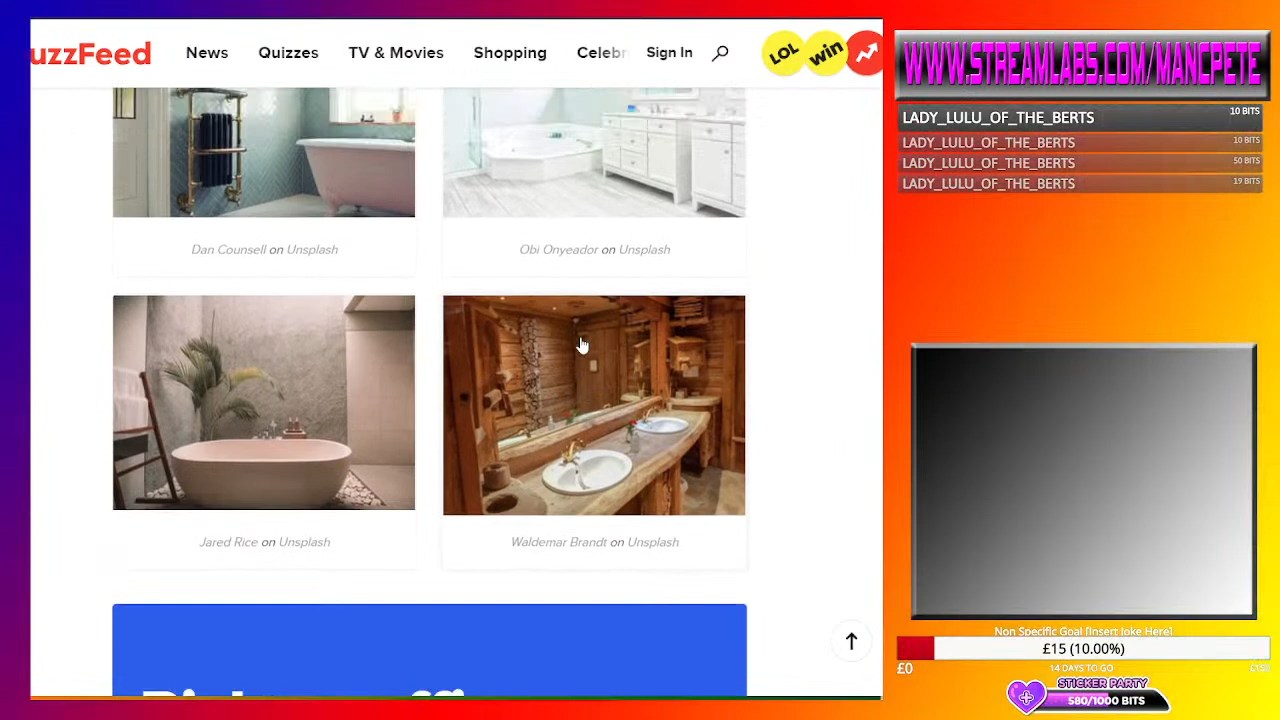 uzzFeed
News
Quizzes
TV & Movies
Shopping
Celeb
Sign In
LOL
win
Dan Counsell on Unsplash
Obi Onyeador on Unsplash
Jared Rice on Unsplash
Waldemar Brandt on Unsplash
WWW.STREAMLABS.COM/MANCPETE
LADY_LULU_OF_THE_BERTS 10 BITS
LADY_LULU_OF_THE_BERTS 10 BITS
LADY_LULU_OF_THE_BERTS 50 BITS
LADY_LULU_OF_THE_BERTS 19 BITS
Non Specific Goal [Insert Joke Here]
£15 (10.00%)
£0 14 DAYS TO GO £150
STICKER PARTY
580/1000 BITS